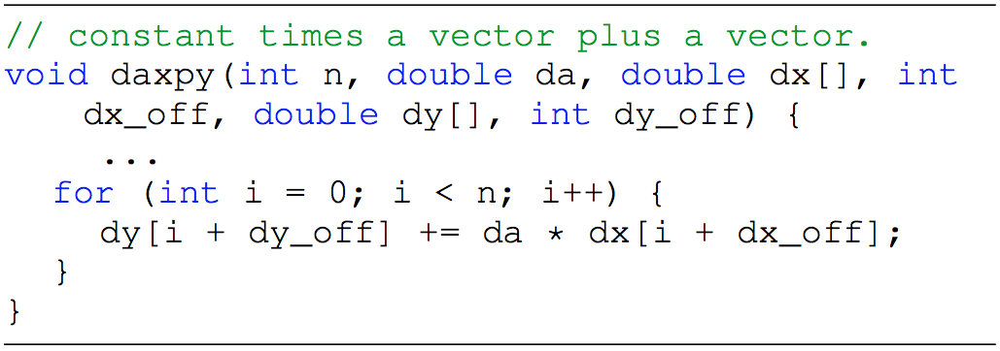 // constant times a vector plus a vector.
void daxpy(int n, double da, double dx[], int
dx_off, double dy[], int dy_off) {
...
for (int i = 0; i < n; i++) {
dy[i + dy_off] += da * dx[i + dx_off];
}
}